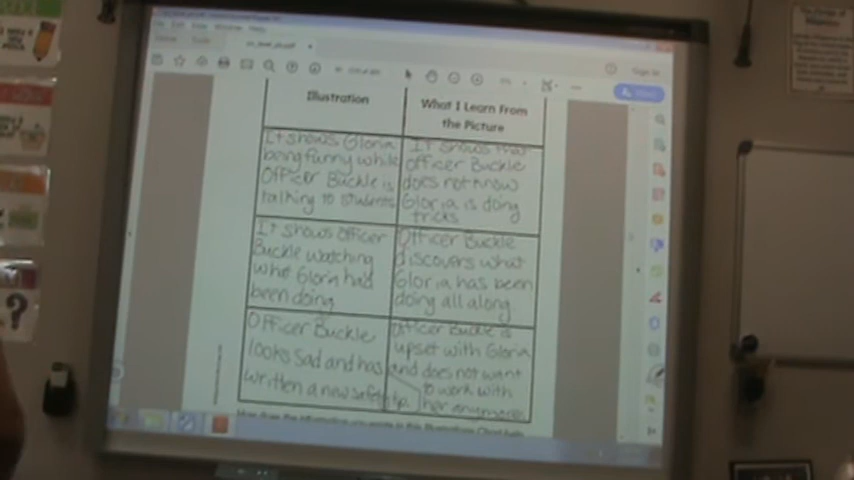 Sign In
Illustration
What I Learn From
the Picture
It shows Gloria
being funny while
Officer Buckle is
talking to students
It shows that
officer Buckle
does not know
Gloria is doing
tricks
It shows officer
Buckle watching
what Gloria had
been doing
Officer Buckle
discovers what
Gloria has been
doing all along
Officer Buckle
looks sad and has
written a new safety tip.
Officer Buckle is
upset with Gloria
and does not want
to work with
her anymore